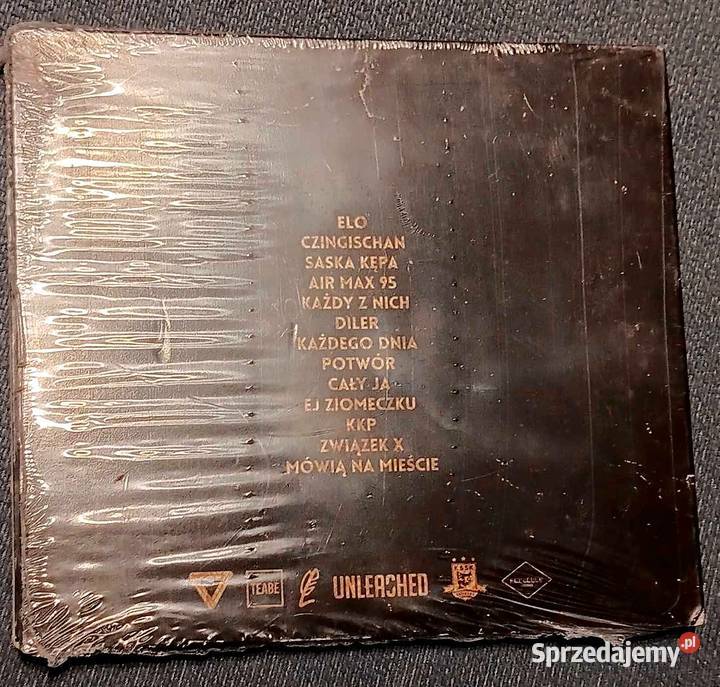 ELO
CZINGISCHAN
SASKA KĘPA
AIR MAX 95
KAŻDY Z NICH
DILER
KAŻDEGO DNIA
POTWÓR
CAŁY JA
EJ ZIOMECZKU
KKP
ZWIĄZEK X
MÓWIĄ NA MIEŚCIE
TEABE
UNLEASHED
Sprzedajemy.pl